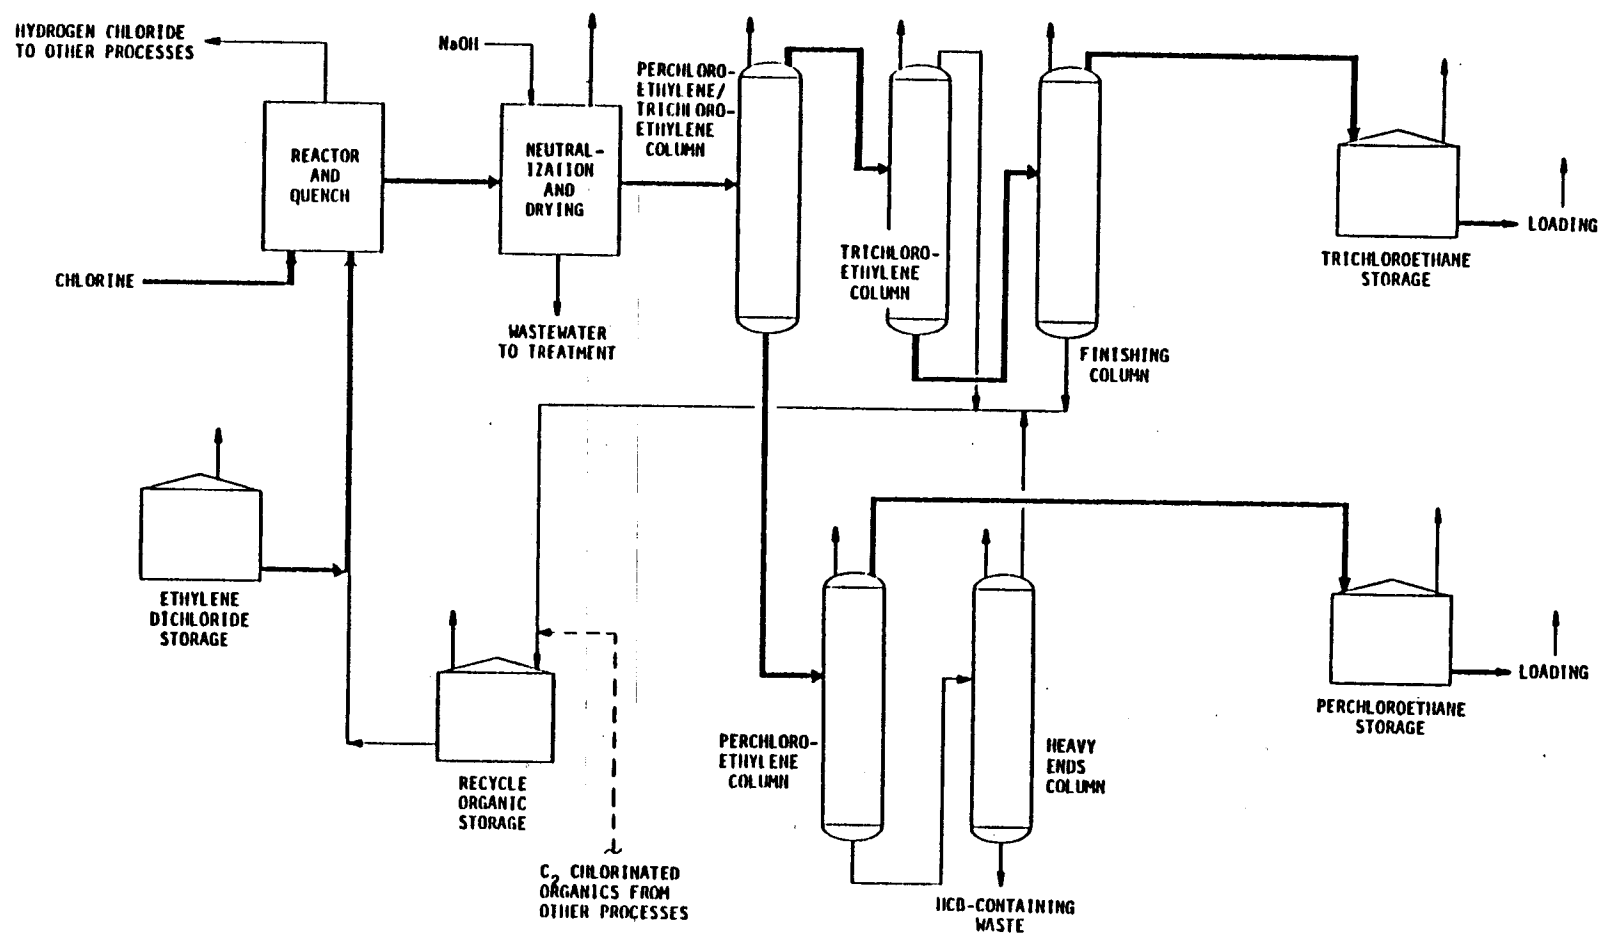 HYDROGEN CHLORIDE
TO OTHER PROCESSES
NaOH
PERCHLORO-
ETHYLENE/
TRICHLORO-
ETHYLENE
COLUMN
REACTOR
AND
QUENCH
NEUTRAL-
IZATION
AND
DRYING
CHLORINE
WASTEWATER
TO TREATMENT
TRICHLORO-
ETHYLENE
COLUMN
FINISHING
COLUMN
LOADING
TRICHLOROETHANE
STORAGE
ETHYLENE
DICHLORIDE
STORAGE
RECYCLE
ORGANIC
STORAGE
C2 CHLORINATED
ORGANICS FROM
OTHER PROCESSES
PERCHLORO-
ETHYLENE
COLUMN
HEAVY
ENDS
COLUMN
HCB-CONTAINING
WASTE
LOADING
PERCHLOROETHANE
STORAGE